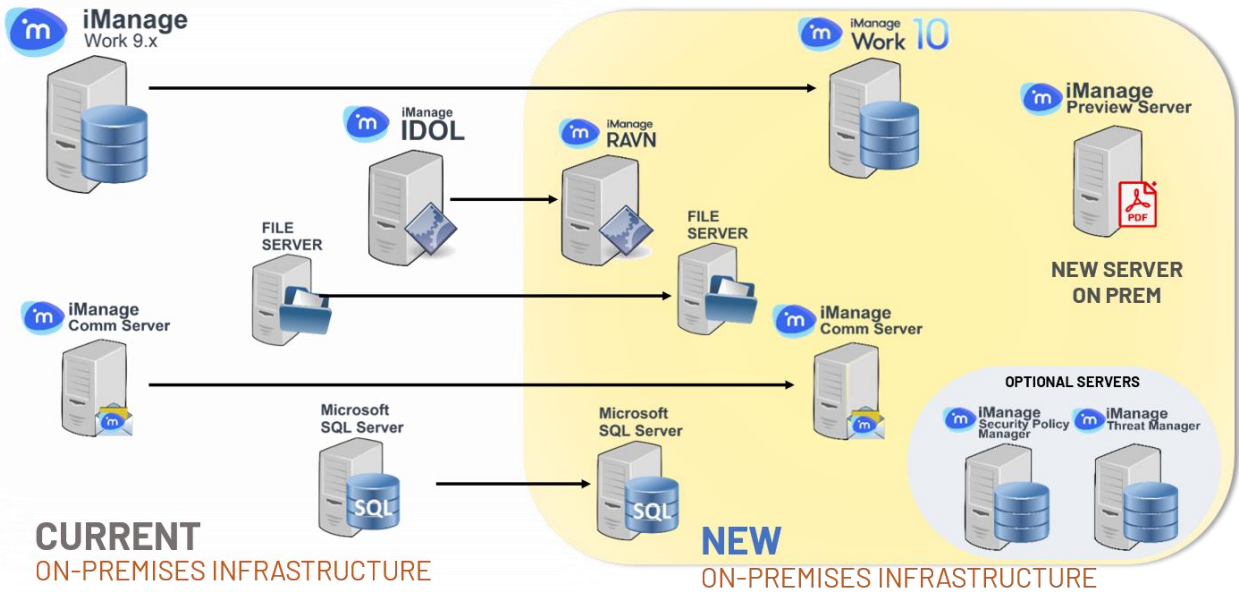 iManage
Work 9.x
iManage
Work 10
iManage
Preview Server
PDF
NEW SERVER
ON PREM
iManage
IDOL
iManage
RAVN
FILE
SERVER
FILE
SERVER
iManage
Comm Server
iManage
Comm Server
Microsoft
SQL Server
SQL
Microsoft
SQL Server
SQL
OPTIONAL SERVERS
iManage
Security Policy
Manager
iManage
Threat Manager
CURRENT
ON-PREMISES INFRASTRUCTURE
NEW
ON-PREMISES INFRASTRUCTURE